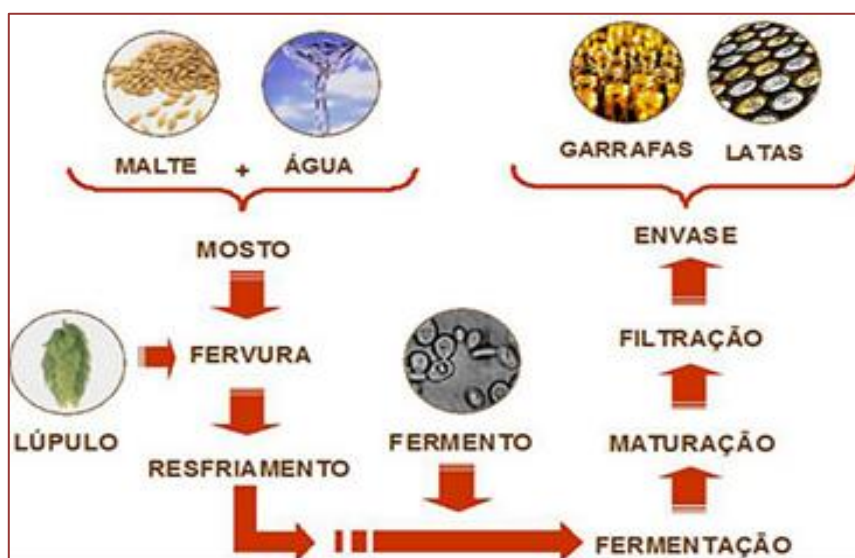 MALTE + ÁGUA
MOSTO
FERVURA
LÚPULO
RESFRIAMENTO
FERMENTO
FERMENTAÇÃO
MATURAÇÃO
FILTRAÇÃO
ENVASE
GARRAFAS LATAS